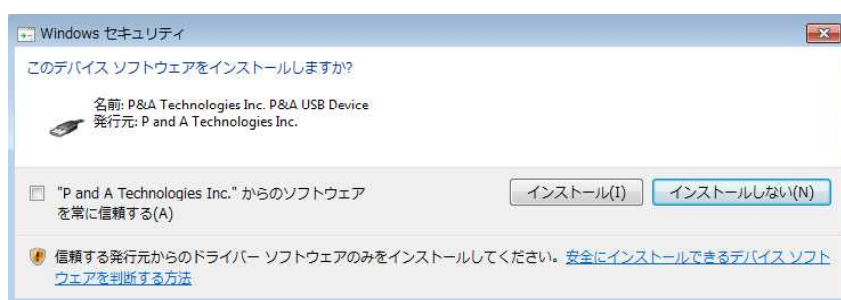 Windows セキュリティ
このデバイス ソフトウェアをインストールしますか?
名前: P&A Technologies Inc. P&A USB Device
発行元: P and A Technologies Inc.
"P and A Technologies Inc." からのソフトウェア
を常に信頼する(A)
インストール(I)
インストールしない(N)
信頼する発行元からのドライバー ソフトウェアのみをインストールしてください。安全にインストールできるデバイス ソフト
ウェアを判断する方法